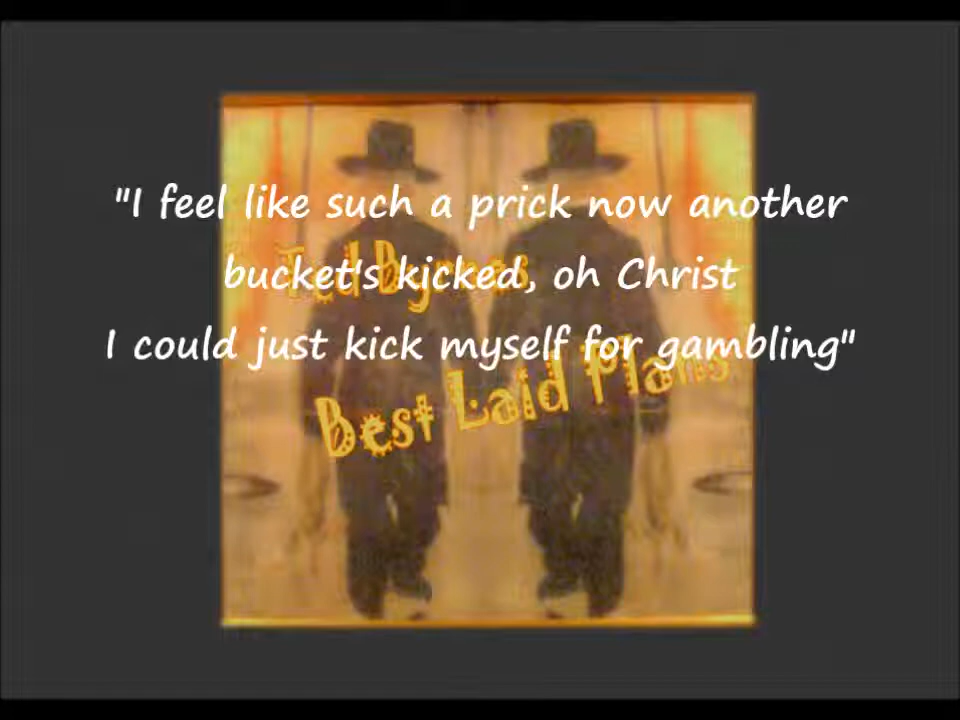 "I feel like such a prick now another
bucket's kicked, oh Christ
I could just kick myself for gambling"
Ted Byrnes
Best Laid Plans